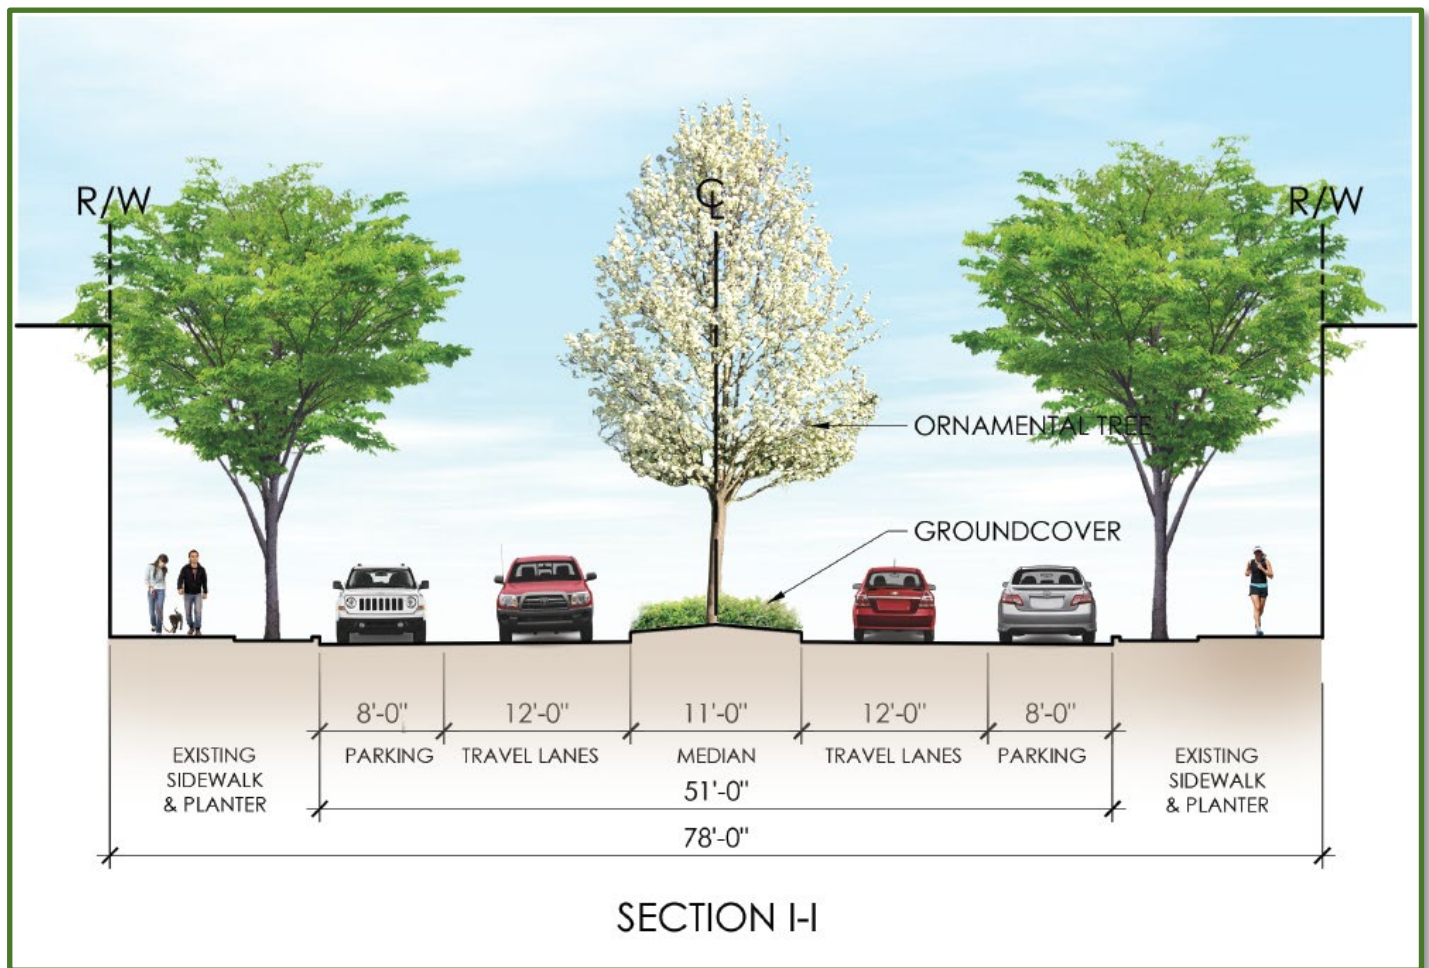 R/W
℄
R/W
ORNAMENTAL TREE
GROUNDCOVER
8'-0"
12'-0"
11'-0"
12'-0"
8'-0"
EXISTING
SIDEWALK
& PLANTER
PARKING
TRAVEL LANES
MEDIAN
TRAVEL LANES
PARKING
EXISTING
SIDEWALK
& PLANTER
51'-0"
78'-0"
SECTION I-I